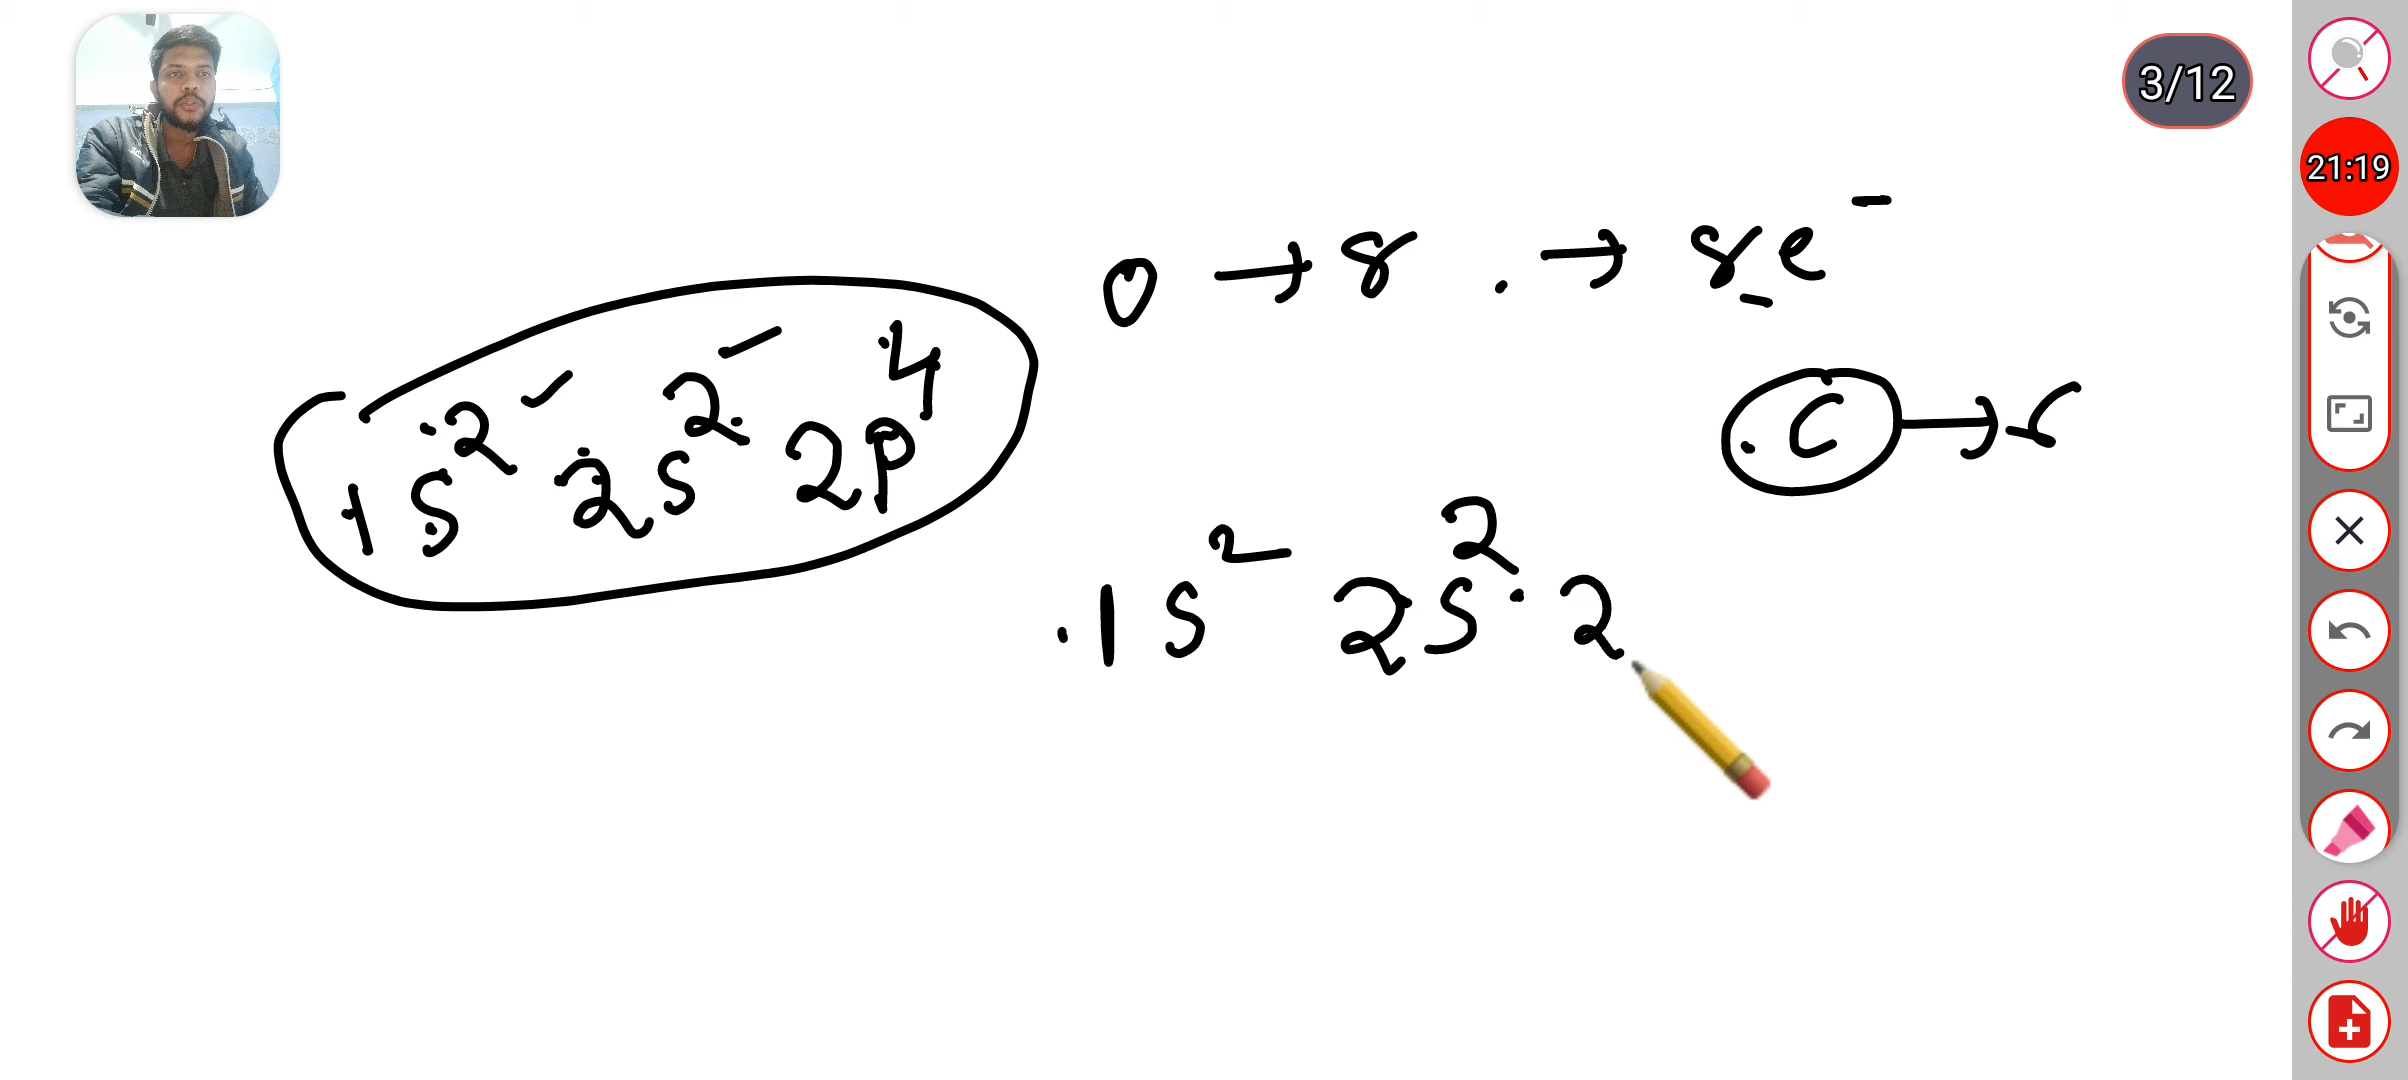 3/12
21:19
O → 8 . → 8e⁻
1s² 2s² 2p⁴
C → 6
1s² 2s² 2